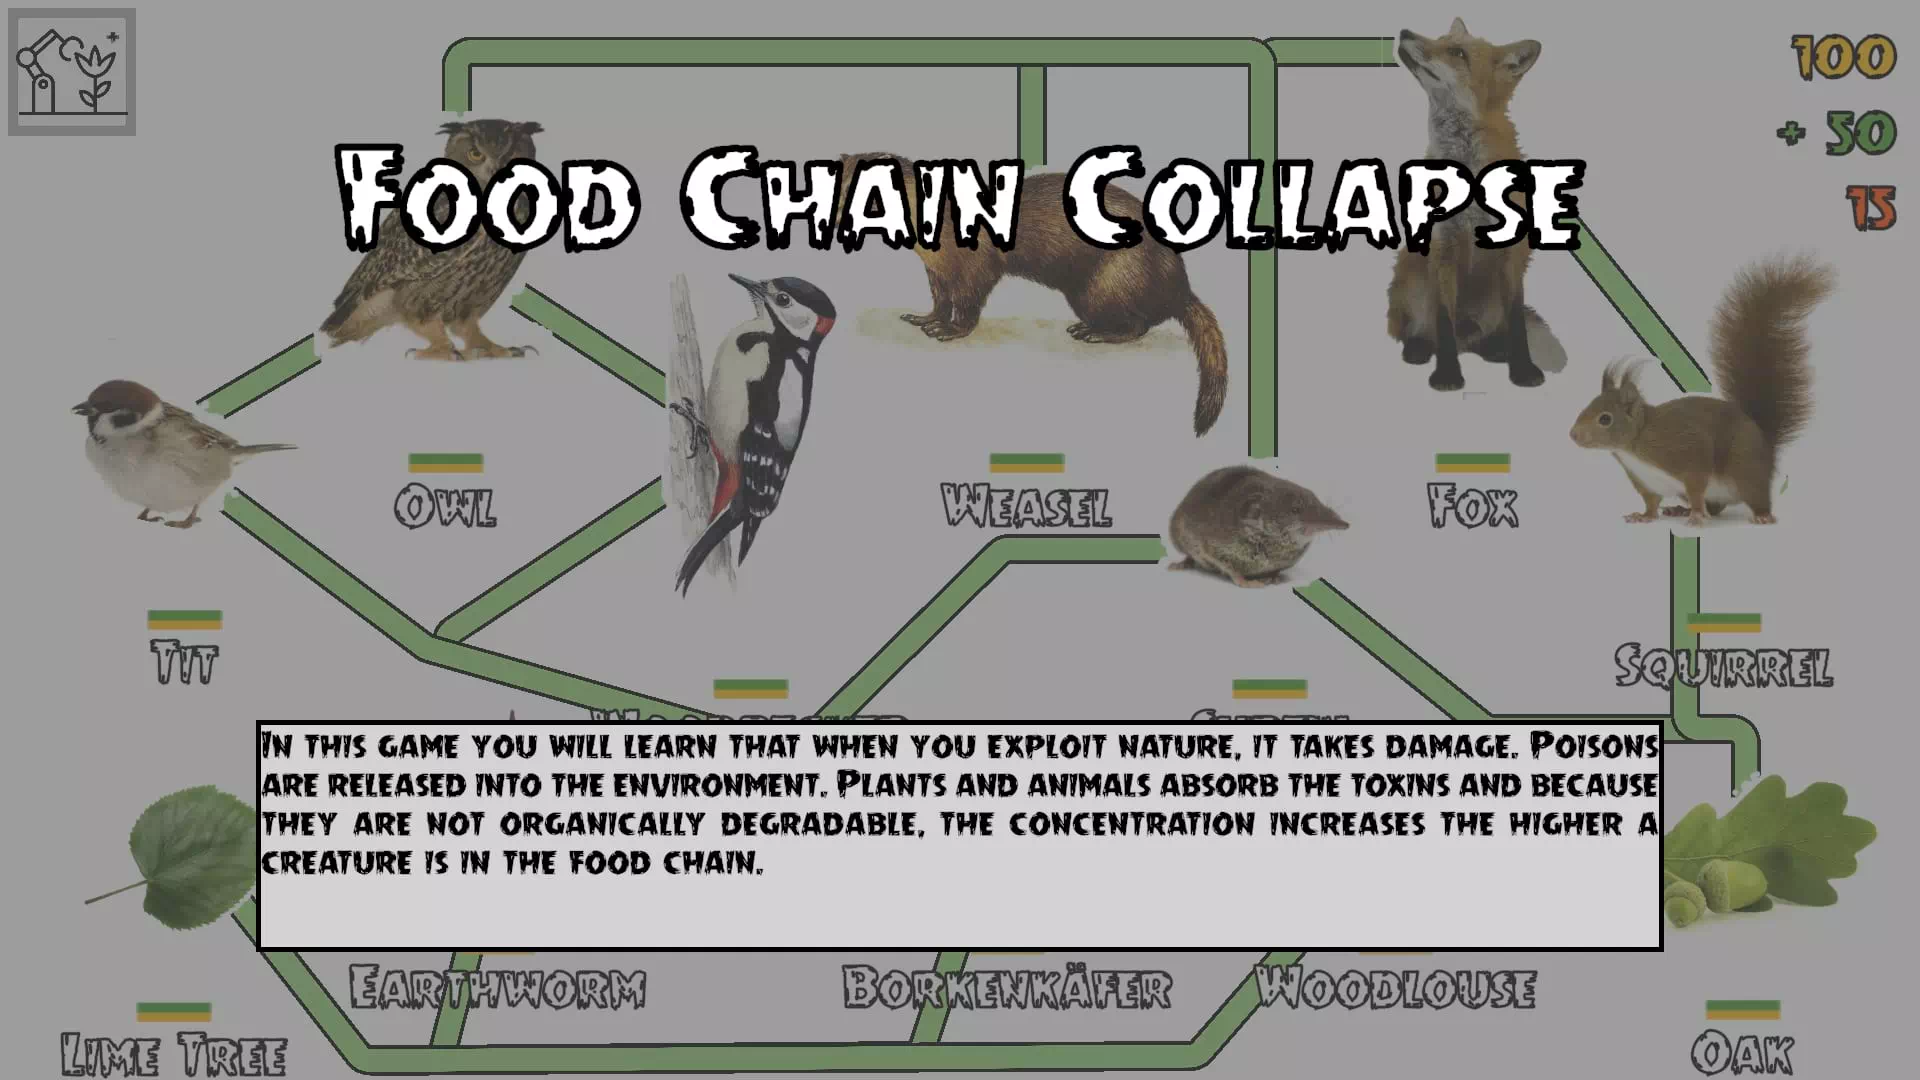 100
+ 50
15
Food Chain Collapse
Owl
Weasel
Fox
Tit
Squirrel
In this game you will learn that when you exploit nature, it takes damage. Poisons
are released into the environment. Plants and animals absorb the toxins and because
they are not organically degradable, the concentration increases the higher a
creature is in the food chain.
Earthworm
Borkenkäfer
Woodlouse
Lime Tree
Oak